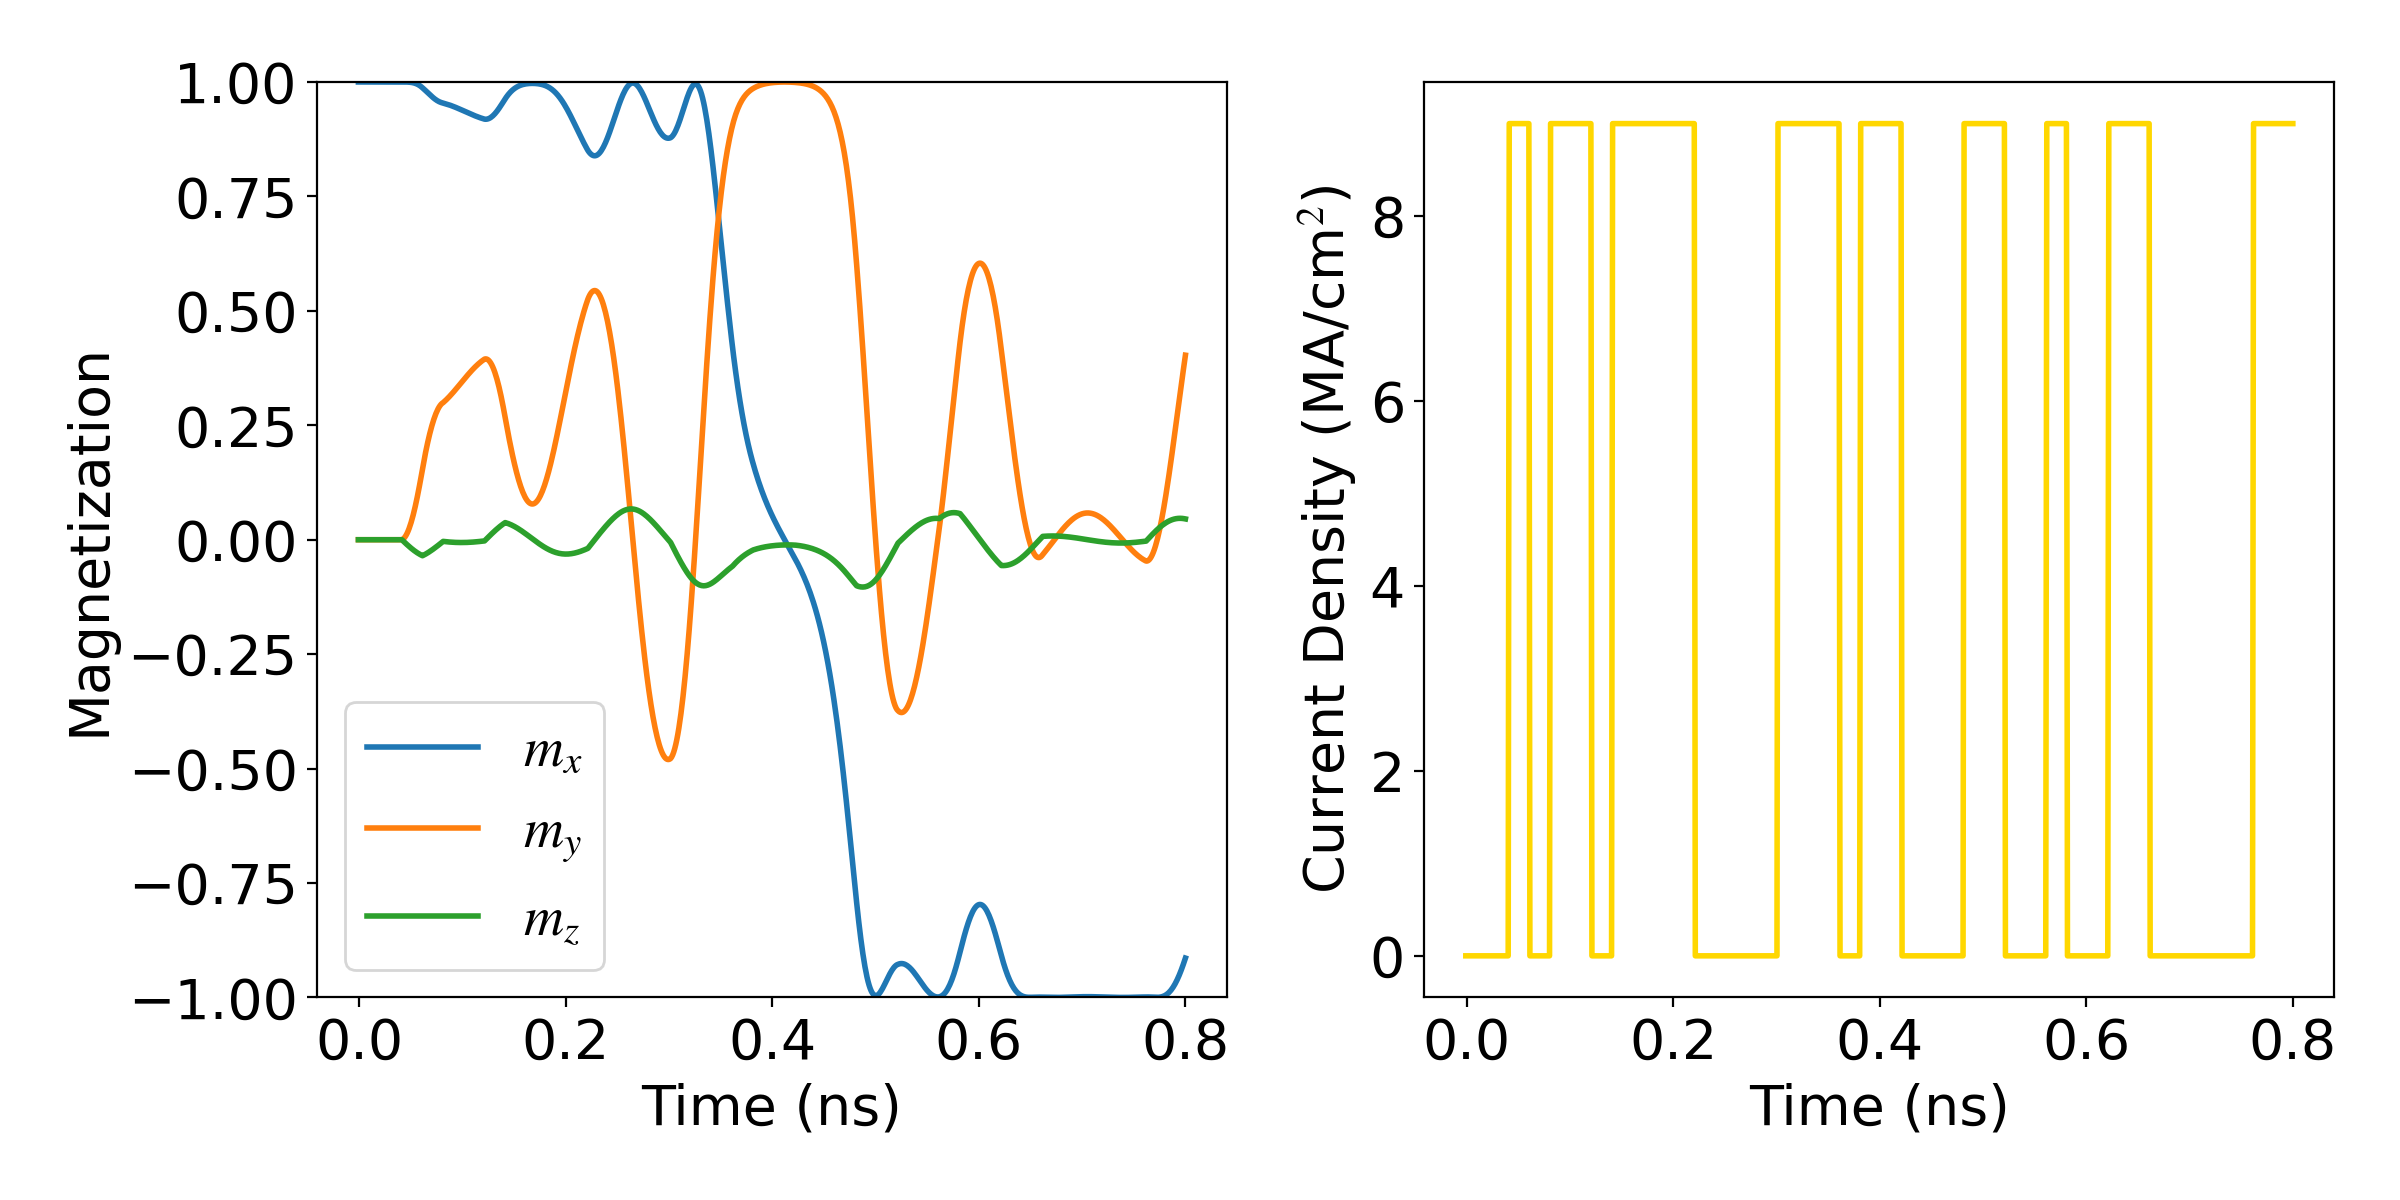 1.00
0.75
0.50
0.25
0.00
−0.25
−0.50
−0.75
−1.00
Magnetization
m_x
m_y
m_z
0.0 0.2 0.4 0.6 0.8
Time (ns)
8
6
4
2
0
Current Density (MA/cm²)
0.0 0.2 0.4 0.6 0.8
Time (ns)